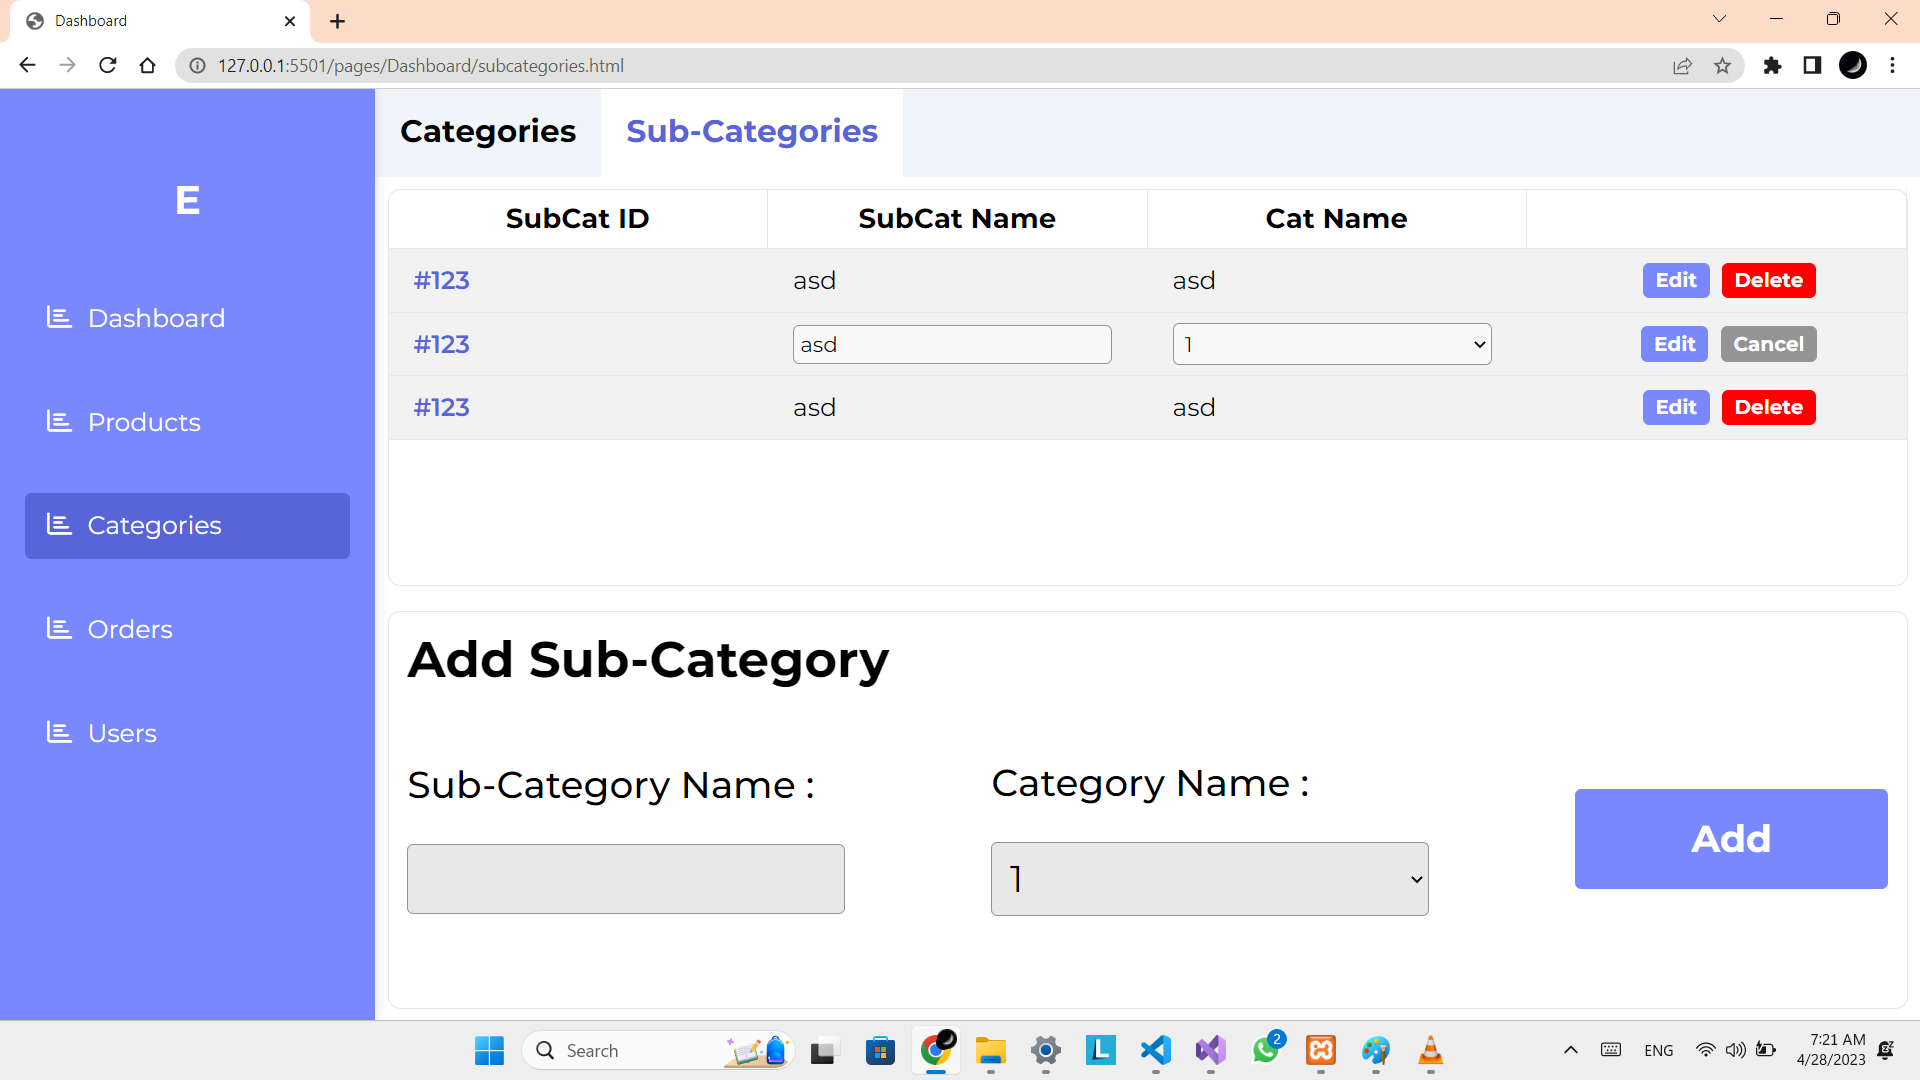 Dashboard
127.0.0.1:5501/pages/Dashboard/subcategories.html
E
Dashboard
Products
Categories
Orders
Users
Categories Sub-Categories
SubCat ID SubCat Name Cat Name
#123 asd asd Edit Delete
#123 asd 1 Edit Cancel
#123 asd asd Edit Delete
Add Sub-Category
Sub-Category Name : Category Name :
1
Add
Search
L
2
ENG
7:21 AM
4/28/2023